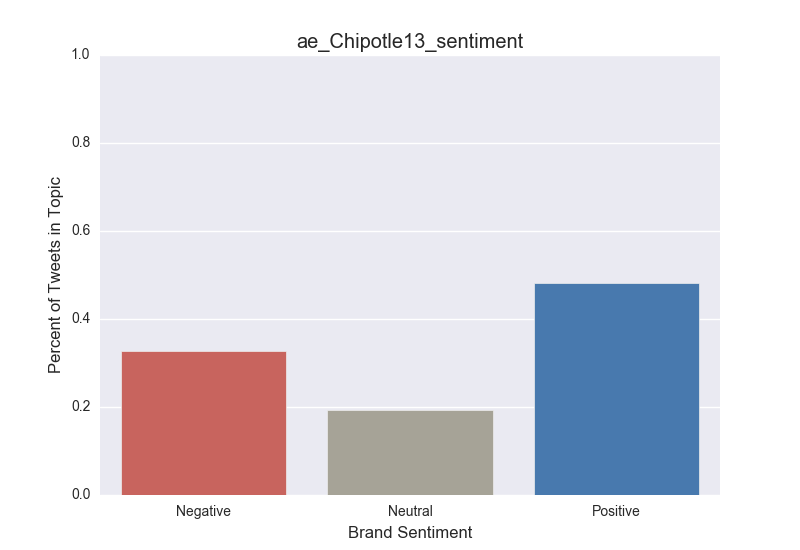 ae_Chipotle13_sentiment
1.0
0.8
0.6
0.4
0.2
0.0
Percent of Tweets in Topic
Negative
Neutral
Positive
Brand Sentiment